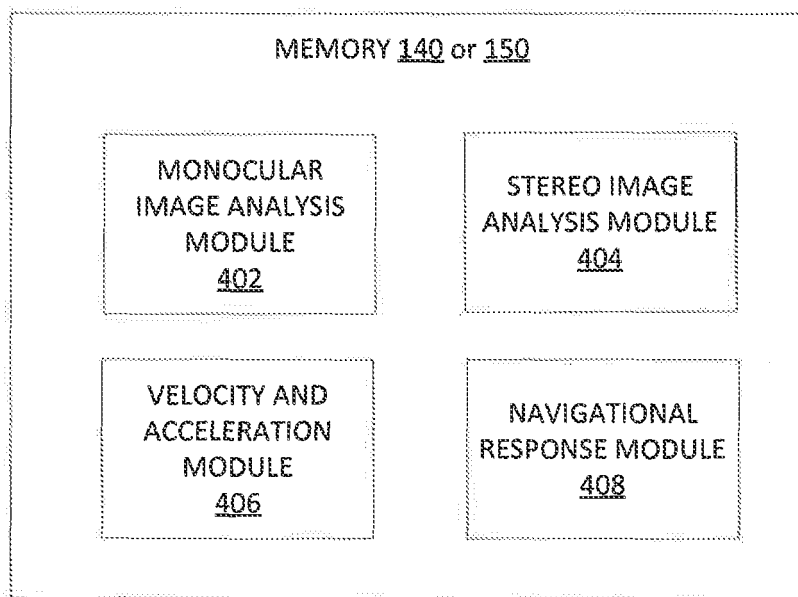 MEMORY 140 or 150
MONOCULAR
IMAGE ANALYSIS
MODULE
402
STEREO IMAGE
ANALYSIS MODULE
404
VELOCITY AND
ACCELERATION
MODULE
406
NAVIGATIONAL
RESPONSE MODULE
408